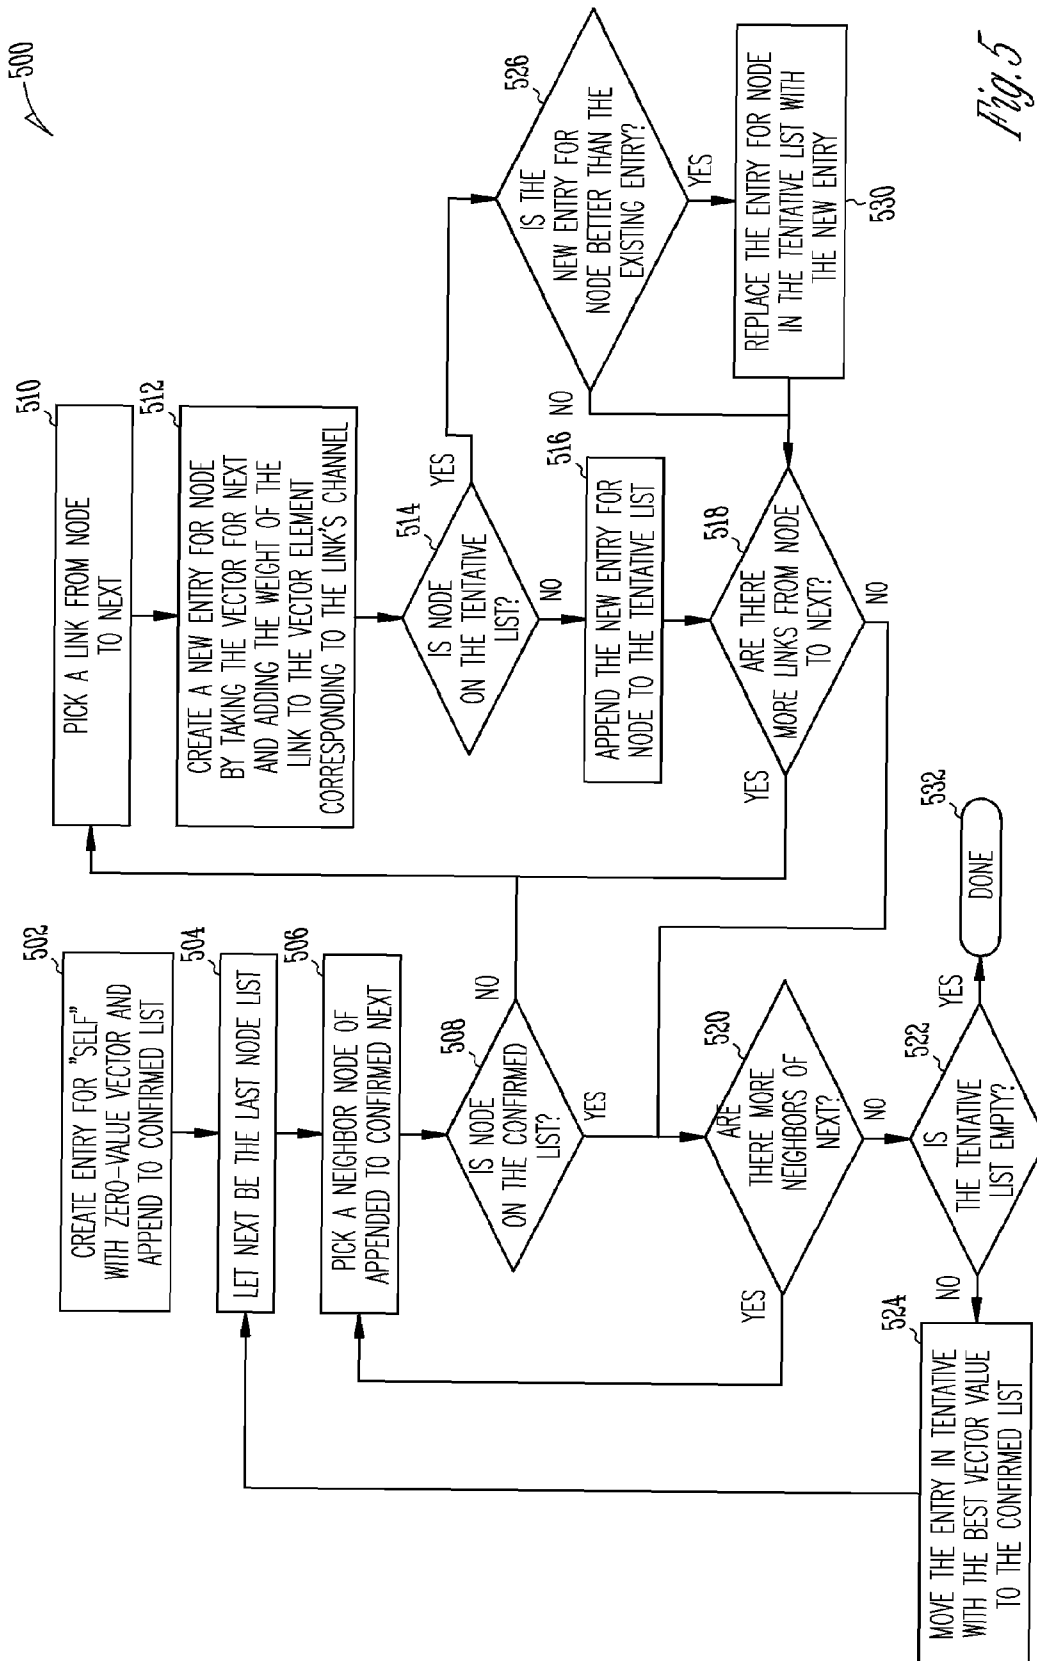 500
502
CREATE ENTRY FOR "SELF"
WITH ZERO-VALUE VECTOR AND
APPEND TO CONFIRMED LIST
504
LET NEXT BE THE LAST NODE LIST
506
PICK A NEIGHBOR NODE OF
APPENDED TO CONFIRMED NEXT
508
IS NODE
ON THE CONFIRMED
LIST?
NO
YES
510
PICK A LINK FROM NODE
TO NEXT
512
CREATE A NEW ENTRY FOR NODE
BY TAKING THE VECTOR FOR NEXT
AND ADDING THE WEIGHT OF THE
LINK TO THE VECTOR ELEMENT
CORRESPONDING TO THE LINK'S CHANNEL
514
IS NODE
ON THE TENTATIVE
LIST?
YES
NO
516
APPEND THE NEW ENTRY FOR
NODE TO THE TENTATIVE LIST
518
ARE THERE
MORE LINKS FROM NODE
TO NEXT?
YES
NO
520
ARE
THERE MORE
NEIGHBORS OF
NEXT?
YES
NO
522
IS
THE TENTATIVE
LIST EMPTY?
YES
NO
524
MOVE THE ENTRY IN TENTATIVE
WITH THE BEST VECTOR VALUE
TO THE CONFIRMED LIST
526
IS THE
NEW ENTRY FOR
NODE BETTER THAN THE
EXISTING ENTRY?
NO
YES
REPLACE THE ENTRY FOR NODE
IN THE TENTATIVE LIST WITH
THE NEW ENTRY
530
532
DONE
Fig. 5